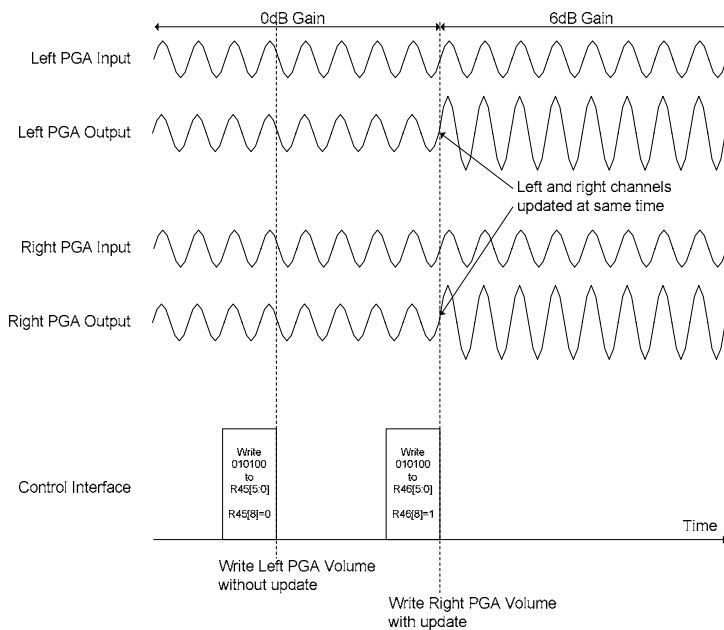 0dB Gain
6dB Gain
Left PGA Input
Left PGA Output
Left and right channels
updated at same time
Right PGA Input
Right PGA Output
Control Interface
Write
010100
to
R45[5:0]
R45[8]=0
Write
010100
to
R46[5:0]
R46[8]=1
Time
Write Left PGA Volume
without update
Write Right PGA Volume
with update